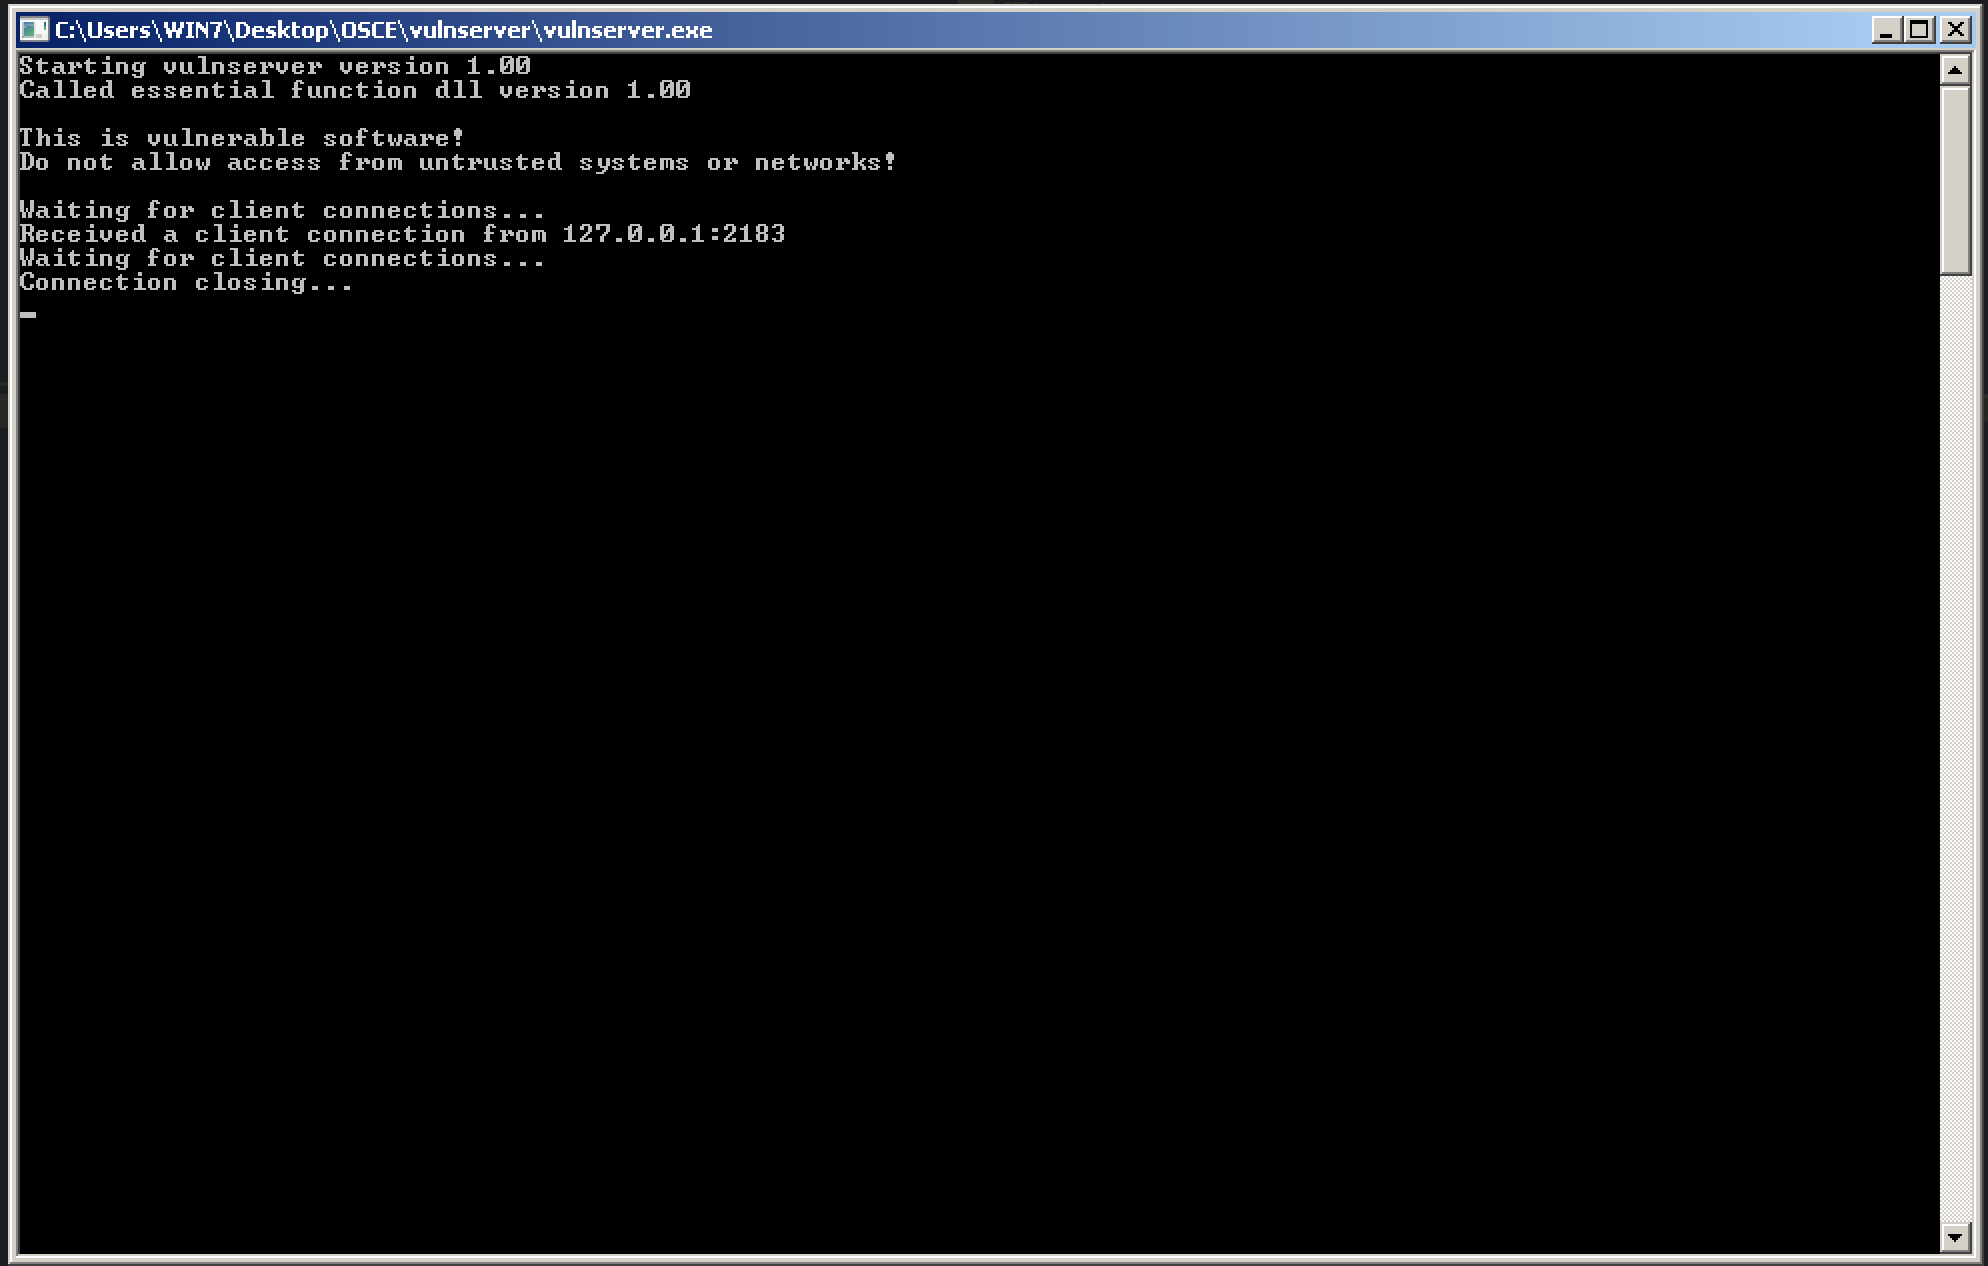 C:\Users\WIN7\Desktop\OSCE\vulnserver\vulnserver.exe
Starting vulnserver version 1.00
Called essential function dll version 1.00
This is vulnerable software!
Do not allow access from untrusted systems or networks!
Waiting for client connections...
Received a client connection from 127.0.0.1:2183
Waiting for client connections...
Connection closing...